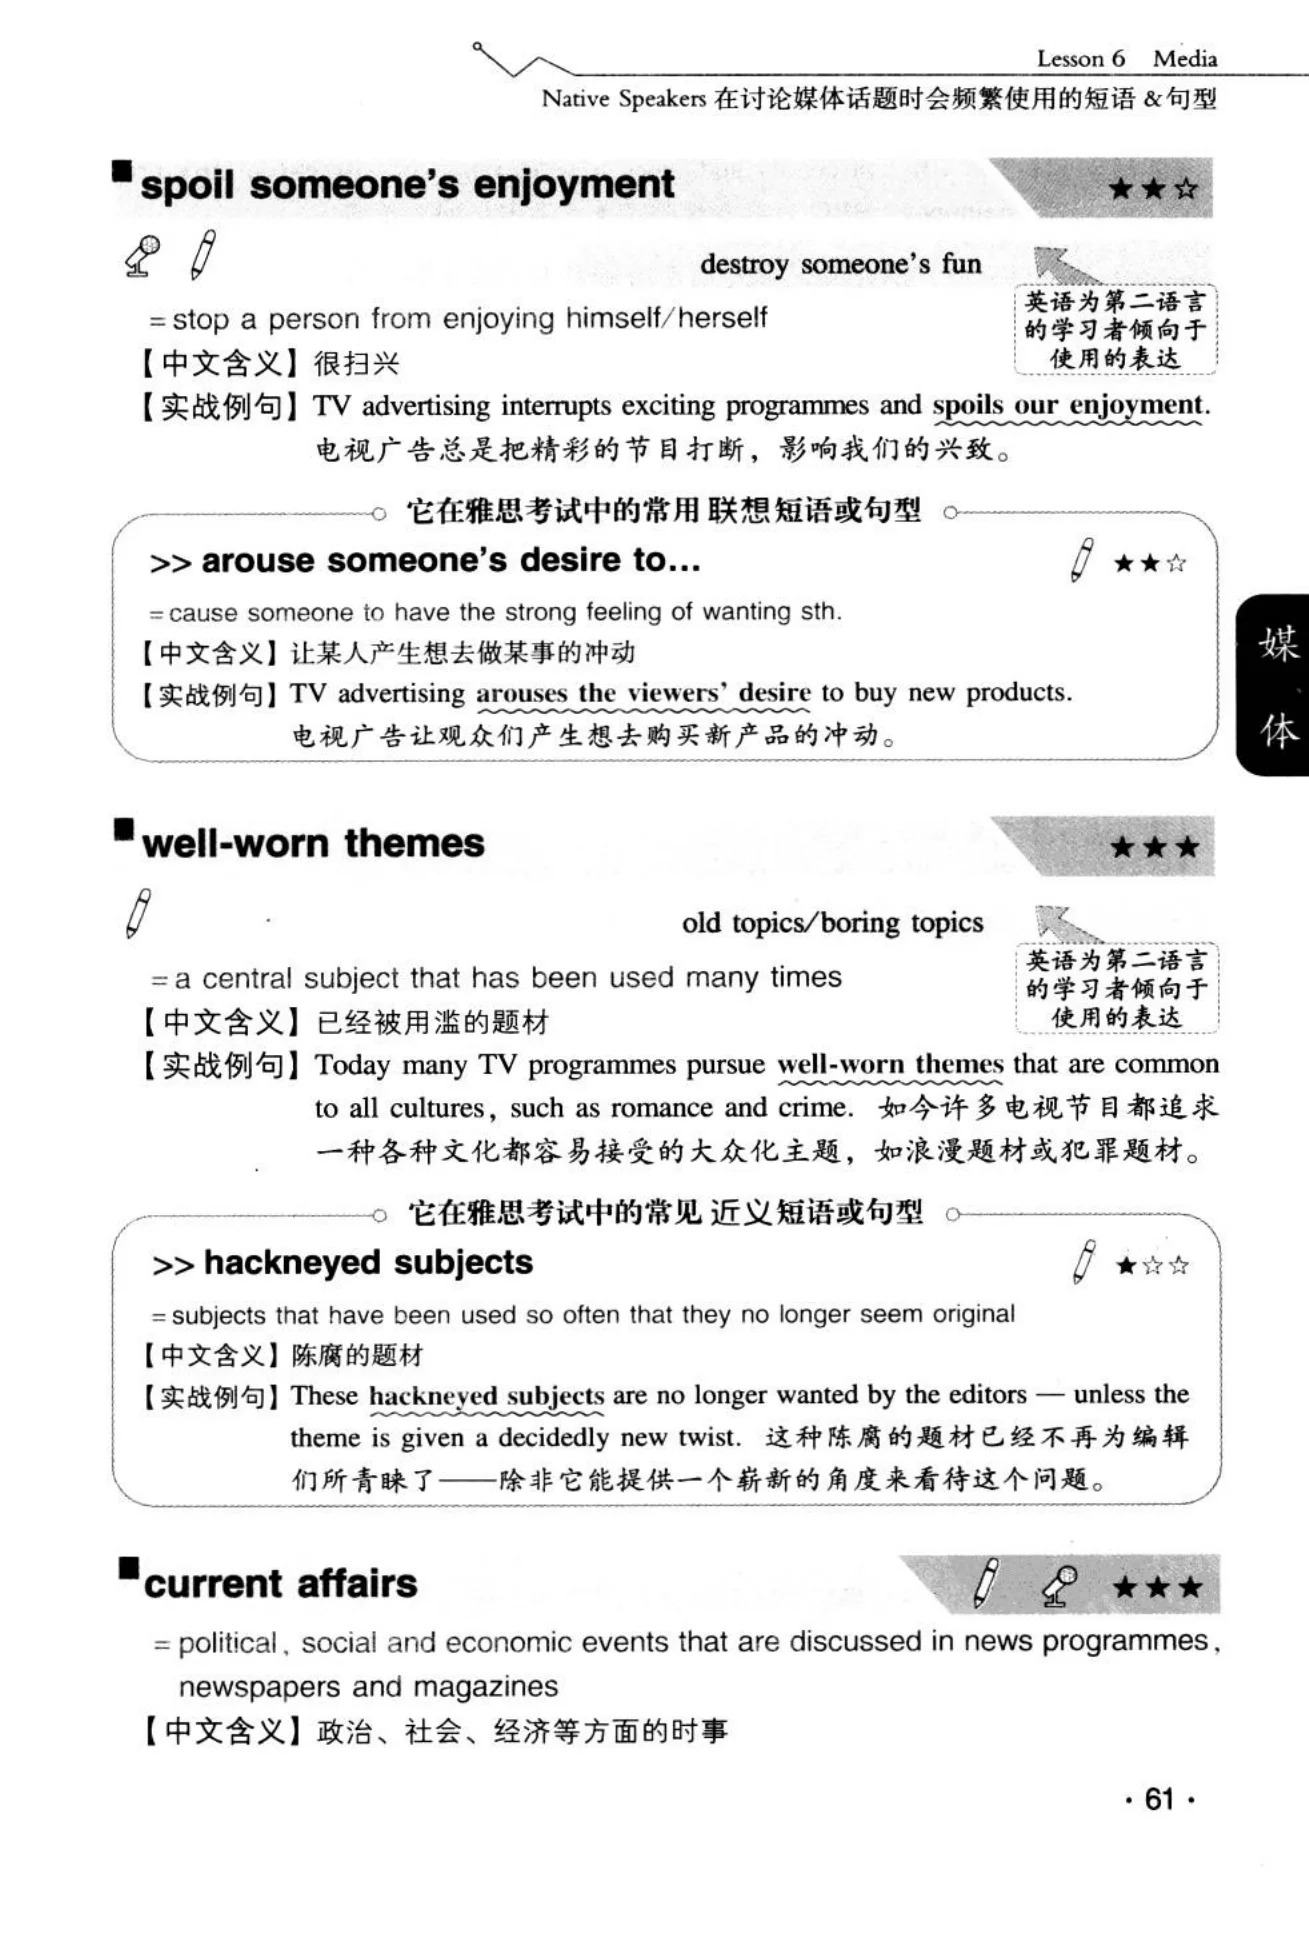 Lesson 6 Media
Native Speakers 在讨论媒体话题时会频繁使用的短语 & 句型
spoil someone's enjoyment ★★☆
destroy someone's fun
英语为第二语言
的学习者倾向于
使用的表达
= stop a person from enjoying himself/herself
【中文含义】很扫兴
【实战例句】TV advertising interrupts exciting programmes and spoils our enjoyment.
电视广告总是把精彩的节目打断，影响我们的兴致。
它在雅思考试中的常用 联想短语或句型
>> arouse someone's desire to... ★★☆
= cause someone to have the strong feeling of wanting sth.
【中文含义】让某人产生想去做某事的冲动
【实战例句】TV advertising arouses the viewers' desire to buy new products.
电视广告让观众们产生想去购买新产品的冲动。
媒
体
well-worn themes ★★★
old topics/boring topics
英语为第二语言
的学习者倾向于
使用的表达
= a central subject that has been used many times
【中文含义】已经被用滥的题材
【实战例句】Today many TV programmes pursue well-worn themes that are common
to all cultures, such as romance and crime. 如今许多电视节目都追求
一种各种文化都容易接受的大众化主题，如浪漫题材或犯罪题材。
它在雅思考试中的常见 近义短语或句型
>> hackneyed subjects ★☆☆
= subjects that have been used so often that they no longer seem original
【中文含义】陈腐的题材
【实战例句】These hackneyed subjects are no longer wanted by the editors — unless the
theme is given a decidedly new twist. 这种陈腐的题材已经不再为编辑
们所青睐了——除非它能提供一个崭新的角度来看待这个问题。
current affairs ★★★
= political, social and economic events that are discussed in news programmes,
newspapers and magazines
【中文含义】政治、社会、经济等方面的时事
· 61 ·